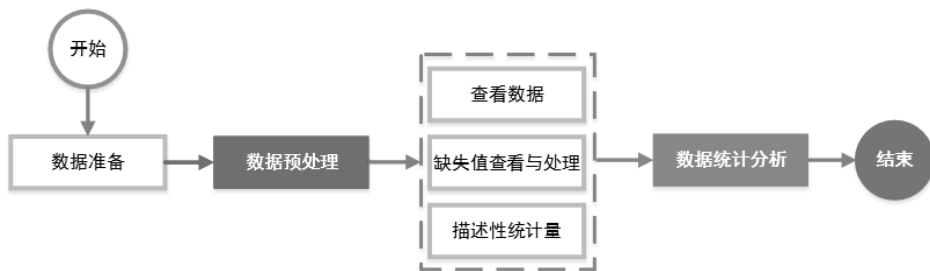 开始
数据准备
数据预处理
查看数据
缺失值查看与处理
描述性统计量
数据统计分析
结束